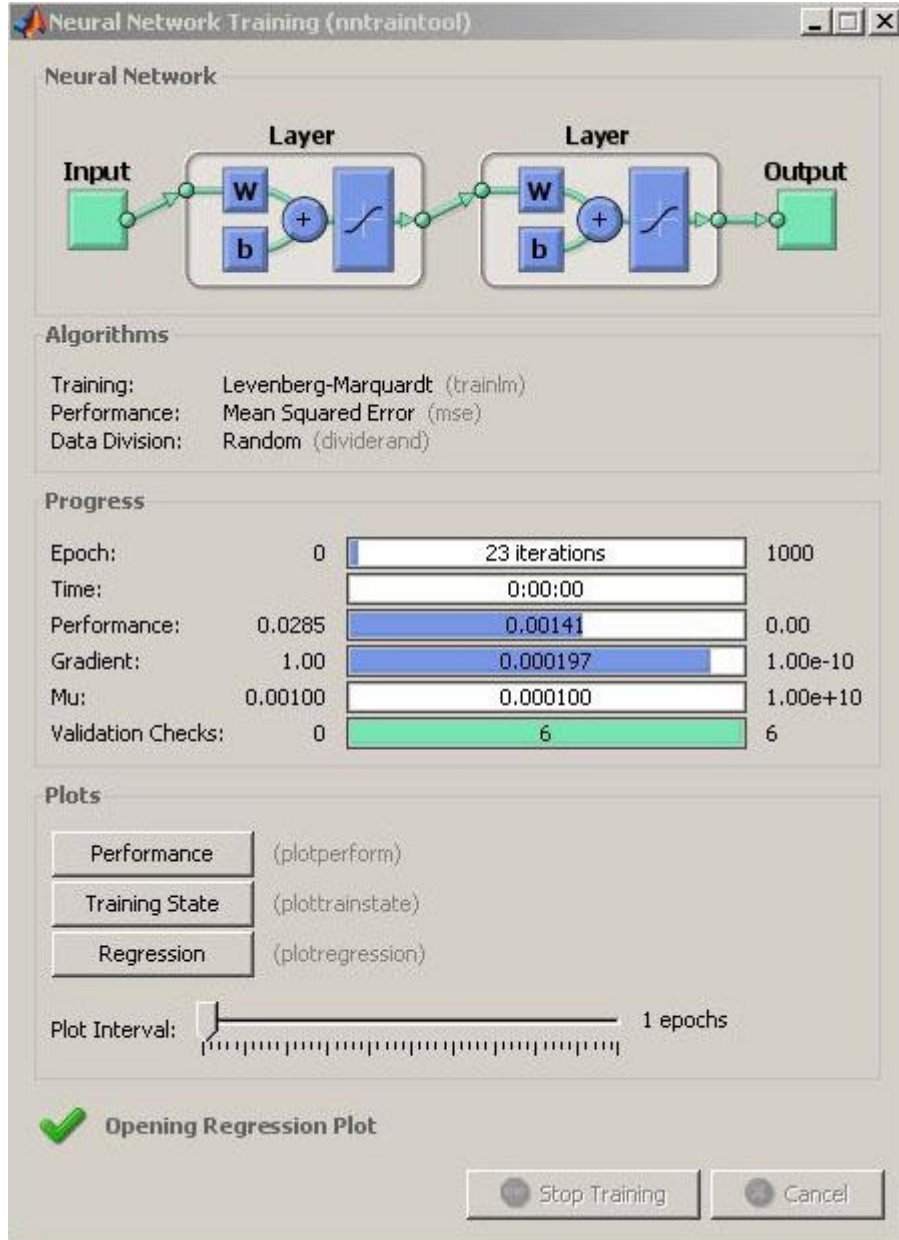 Neural Network Training (nntraintool)
Neural Network
Layer Layer
Input Output
W W
+ +
b b
Algorithms
Training: Levenberg-Marquardt (trainlm)
Performance: Mean Squared Error (mse)
Data Division: Random (dividerand)
Progress
Epoch: 0 23 iterations 1000
Time: 0:00:00
Performance: 0.0285 0.00141 0.00
Gradient: 1.00 0.000197 1.00e-10
Mu: 0.00100 0.000100 1.00e+10
Validation Checks: 0 6 6
Plots
Performance (plotperform)
Training State (plottrainstate)
Regression (plotregression)
Plot Interval: 1 epochs
Opening Regression Plot
Stop Training Cancel